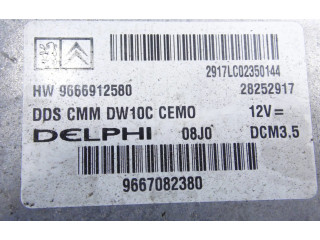 2917LC02350144
HW 9666912580 28252917
DDS CMM DW10C CEMO 12V=
DELPHI 08J0 DCM3.5
9667082380